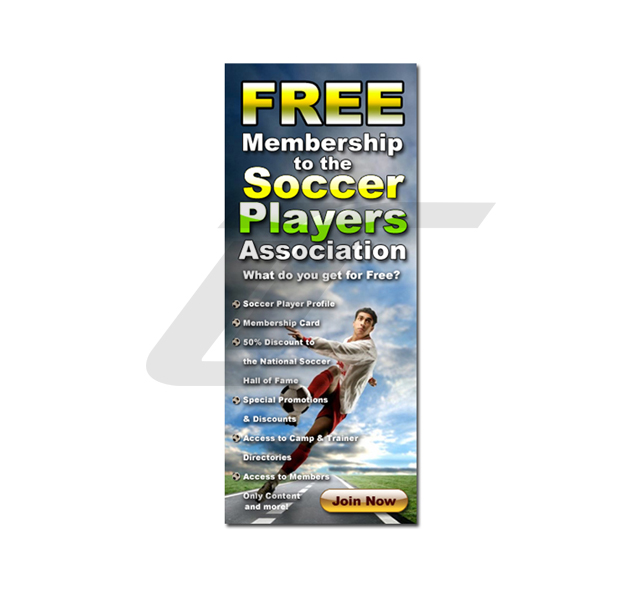 FREE
Membership
to the
Soccer
Players
Association
What do you get for Free?
Soccer Player Profile
Membership Card
50% Discount to
the National Soccer
Hall of Fame
Special Promotions
& Discounts
Access to Camp & Trainer
Directories
Access to Members
Only Content
and more!
Join Now